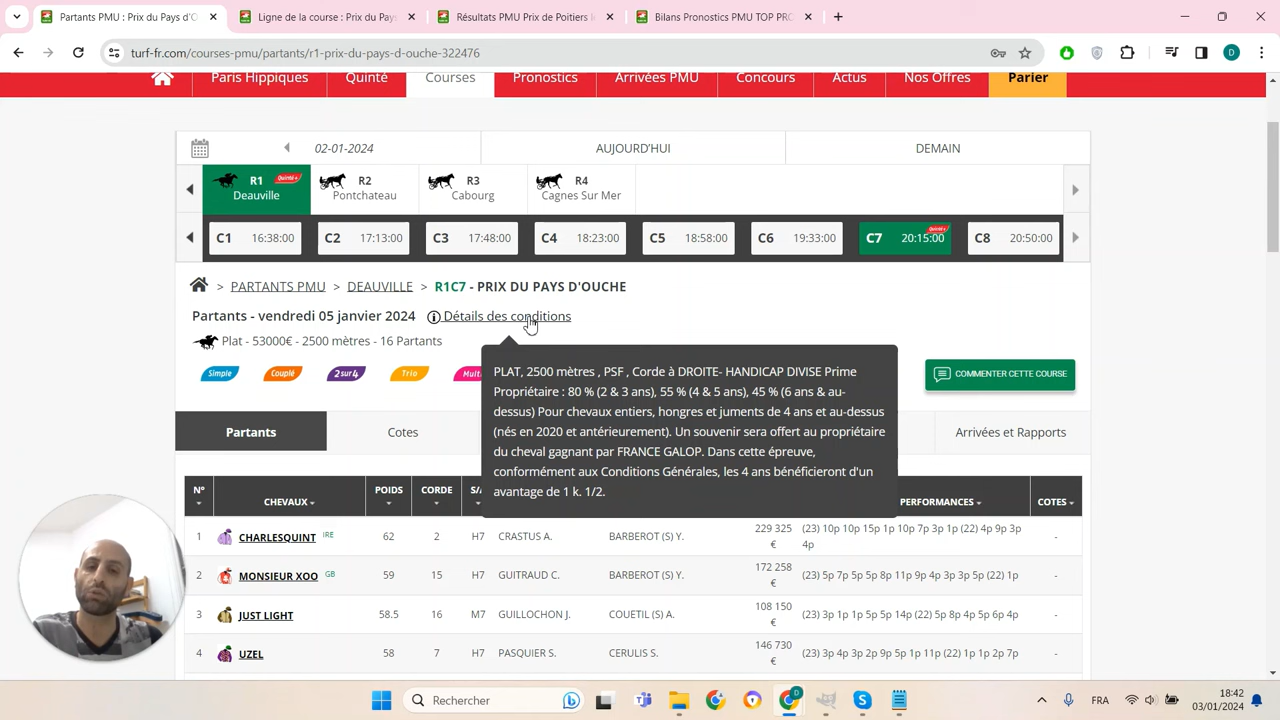 Partants PMU : Prix du Pays d'O
Ligne de la course : Prix du Pay
Résultats PMU Prix de Poitiers l
Bilans Pronostics PMU TOP PRO
turf-fr.com/courses-pmu/partants/r1-prix-du-pays-d-ouche-322476
D
Paris Hippiques
Quinté
Courses
Pronostics
Arrivées PMU
Concours
Actus
Nos Offres
Parier
02-01-2024
AUJOURD'HUI
DEMAIN
R1 Quinté+ R2 R3 R4
Deauville Pontchateau Cabourg Cagnes Sur Mer
C1 16:38:00 C2 17:13:00 C3 17:48:00 C4 18:23:00 C5 18:58:00 C6 19:33:00 C7 20:15:00 Quinté+ C8 20:50:00
> PARTANTS PMU > DEAUVILLE > R1C7 - PRIX DU PAYS D'OUCHE
Partants - vendredi 05 janvier 2024 Détails des conditions
Plat - 53000€ - 2500 mètres - 16 Partants
Simple Couplé 2sur4 Trio Mult
PLAT, 2500 mètres , PSF , Corde à DROITE- HANDICAP DIVISE Prime
Propriétaire : 80 % (2 & 3 ans), 55 % (4 & 5 ans), 45 % (6 ans & au-
dessus) Pour chevaux entiers, hongres et juments de 4 ans et au-dessus
(nés en 2020 et antérieurement). Un souvenir sera offert au propriétaire
du cheval gagnant par FRANCE GALOP. Dans cette épreuve,
conformément aux Conditions Générales, les 4 ans bénéficieront d'un
avantage de 1 k. 1/2.
COMMENTER CETTE COURSE
Partants
Cotes
Arrivées et Rapports
N° CHEVAUX POIDS CORDE S/A PERFORMANCES COTES
1 CHARLESQUINT IRE 62 2 H7 CRASTUS A. BARBEROT (S) Y. 229 325 € (23) 10p 10p 15p 1p 10p 7p 3p 1p (22) 4p 9p 3p 4p -
2 MONSIEUR XOO GB 59 15 H7 GUITRAUD C. BARBEROT (S) Y. 172 258 € (23) 5p 7p 5p 5p 8p 11p 9p 4p 3p 3p 5p (22) 1p -
3 JUST LIGHT 58.5 16 M7 GUILLOCHON J. COUETIL (S) A. 108 150 € (23) 3p 1p 1p 5p 5p 14p (22) 5p 8p 4p 5p 6p 4p -
4 UZEL 58 7 H7 PASQUIER S. CERULIS S. 146 730 € (23) 3p 4p 3p 2p 9p 5p 1p 11p (22) 1p 1p 2p 7p -
Rechercher
D
FRA
18:42
03/01/2024